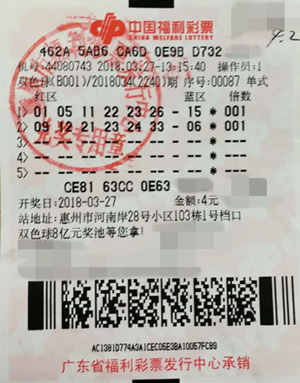 中国福利彩票
CHINA WELFARE LOTTERY
462A 5AB6 CA6D 0E9B D732
机号:44080743 2018-03-27-13:15:40 操作员:1
双色球(B001)/2018034(2240)期 序号:00087 单式
红区 蓝区 倍数
1> 01 05 11 22 23 26 - 15 * 001
2> 09 12 21 23 24 33 - 06 * 001
3> -- -- -- -- -- -- - -- * ---
4> -- -- -- -- -- -- - -- * ---
5> -- -- -- -- -- -- - -- * ---
兑奖专用章
CE81 63CC 0E63
开奖日:2018-03-27 金额:4元
站地址:惠州市河南岸28号小区103栋1号档口
双色球8亿元奖池等您拿!
AC1381D774A3A1CEC05E3BA10057FCB9
广东省福利彩票发行中心承销